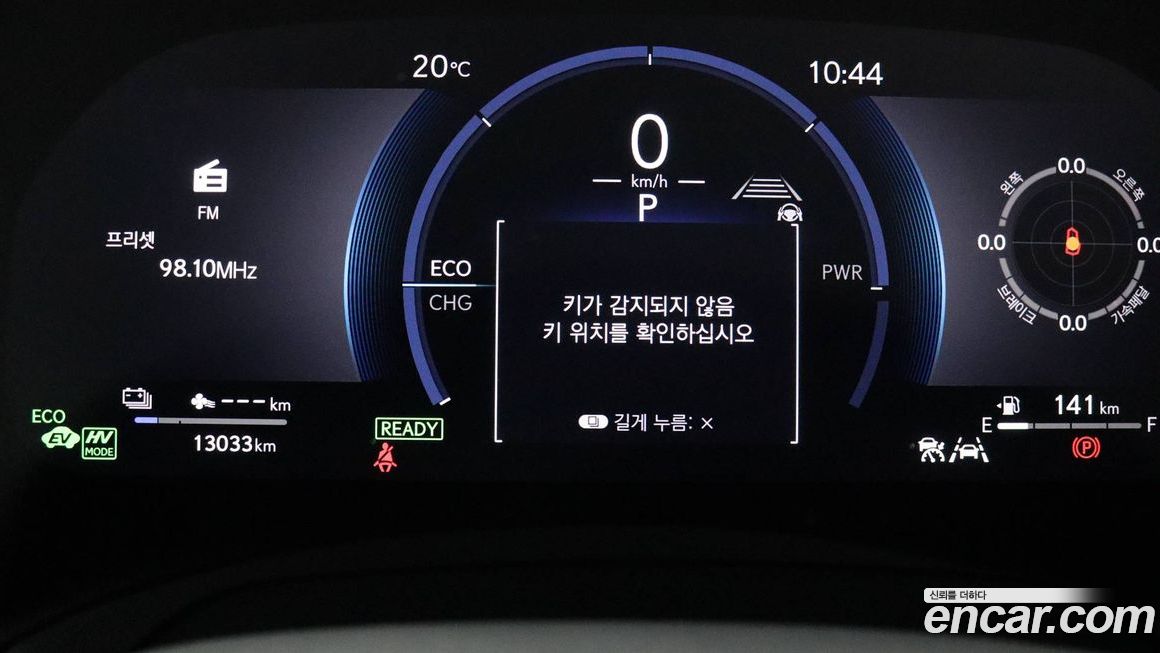 20°C
10:44
0
km/h
P
FM
프리셋
98.10MHz
ECO
CHG
PWR
키가 감지되지 않음
키 위치를 확인하십시오
길게 누름: ×
0.0
왼쪽
오른쪽
0.0
0.0
브레이크
가속페달
0.0
--- km
13033 km
ECO
EV
HV
MODE
READY
141 km
E
F
P
신뢰를 더하다
encar.com